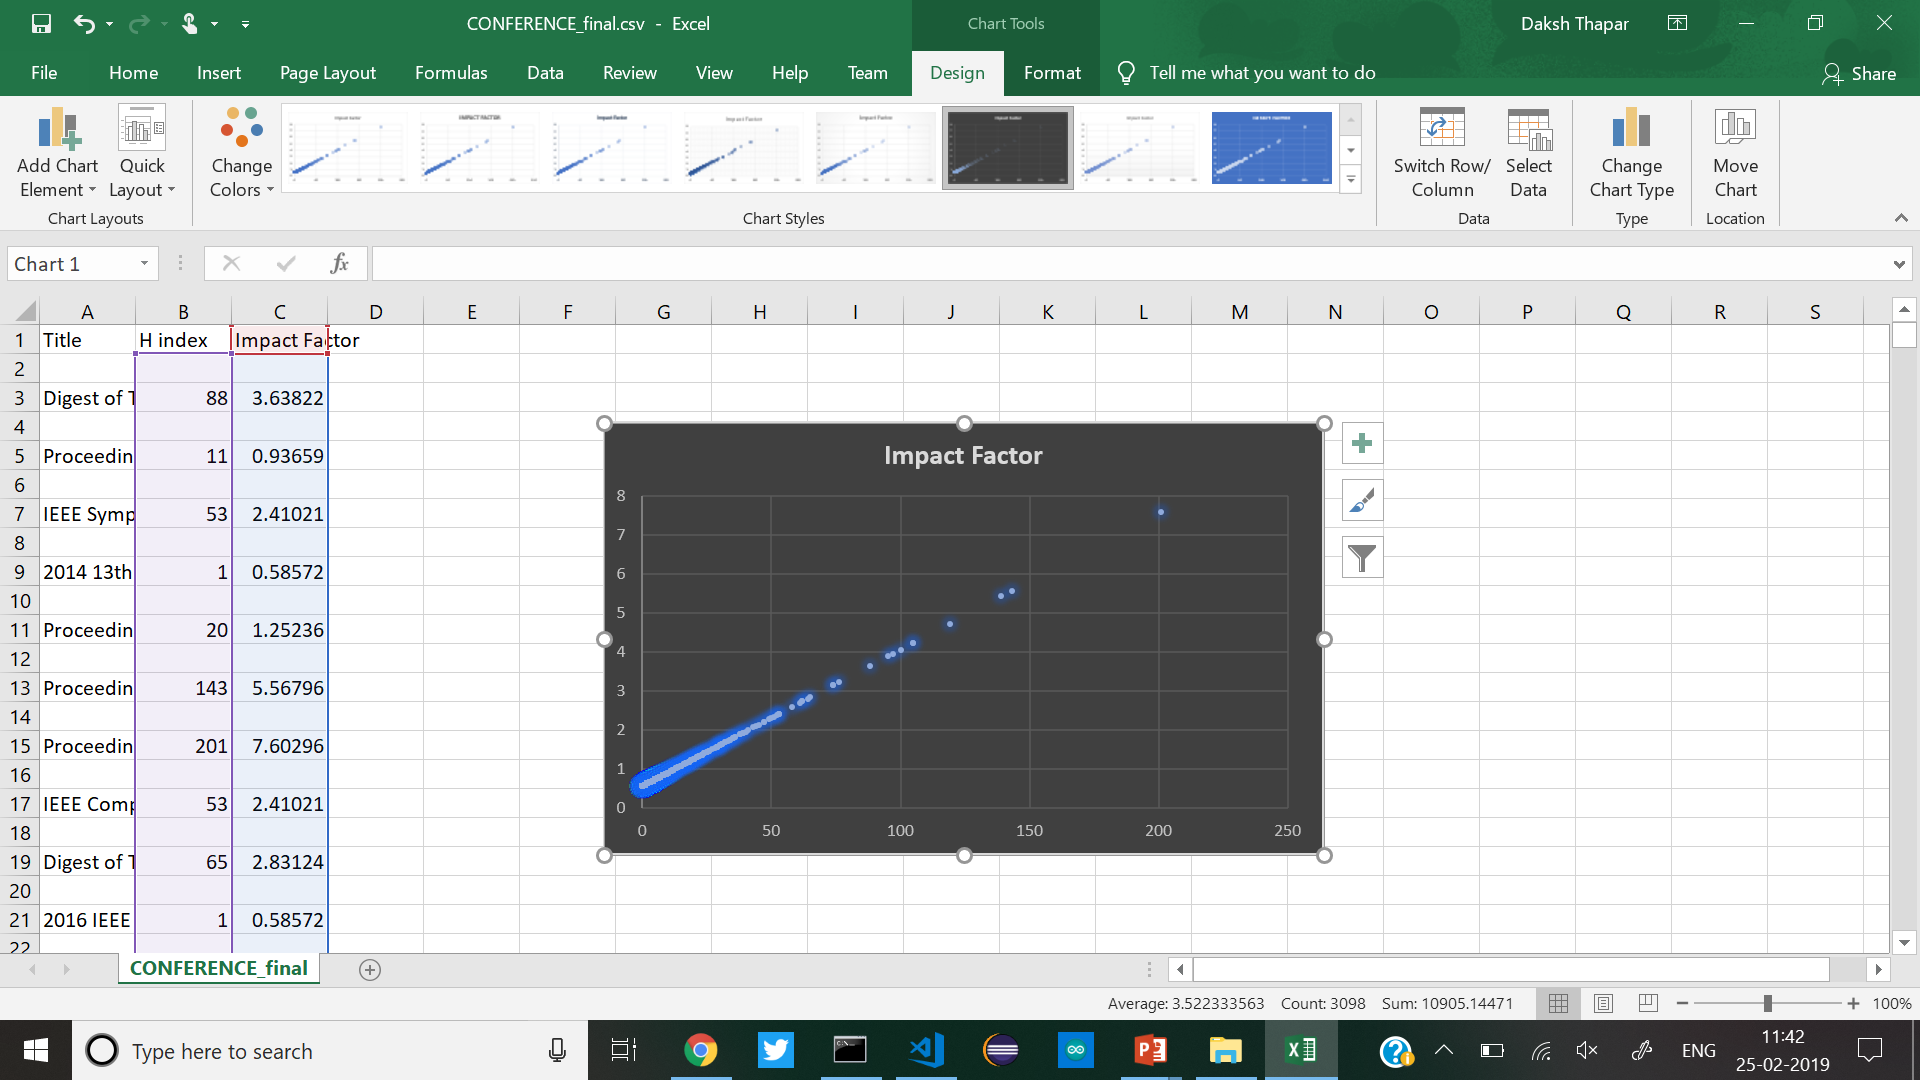 CONFERENCE_final.csv - Excel
Chart Tools
Daksh Thapar
File Home Insert Page Layout Formulas Data Review View Help Team Design Format Tell me what you want to do Share
Add Chart Element
Quick Layout
Change Colors
Switch Row/ Column
Select Data
Change Chart Type
Move Chart
Chart Layouts Chart Styles Data Type Location
Chart 1 fx
A B C D E F G H I J K L M N O P Q R S
1 Title H index Impact Factor
2
3 Digest of T 88 3.63822
4
5 Proceedin 11 0.93659
6
7 IEEE Symp 53 2.41021
8
9 2014 13th 1 0.58572
10
11 Proceedin 20 1.25236
12
13 Proceedin 143 5.56796
14
15 Proceedin 201 7.60296
16
17 IEEE Comp 53 2.41021
18
19 Digest of T 65 2.83124
20
21 2016 IEEE 1 0.58572
22
Impact Factor
8
7
6
5
4
3
2
1
0
0 50 100 150 200 250
CONFERENCE_final
Average: 3.522333563 Count: 3098 Sum: 10905.14471 100%
Type here to search
ENG
11:42
25-02-2019